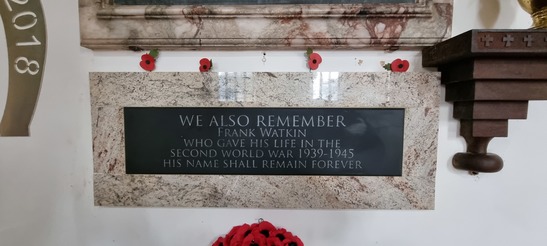 2018
WE ALSO REMEMBER
FRANK WATKIN
WHO GAVE HIS LIFE IN THE
SECOND WORLD WAR 1939-1945
HIS NAME SHALL REMAIN FOREVER